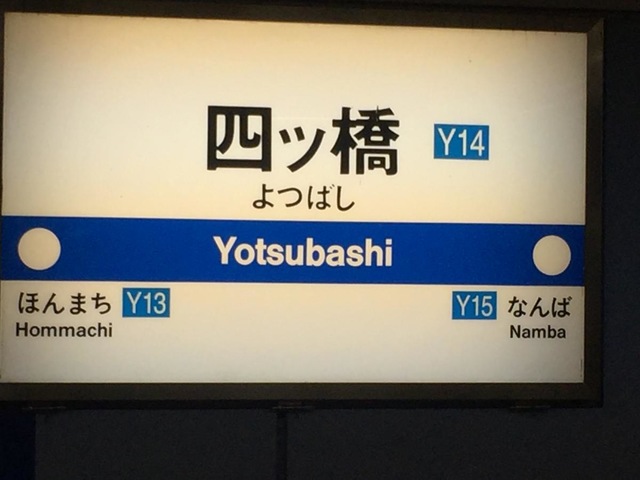 四ッ橋 Y14
よつばし
Yotsubashi
ほんまち Y13
Hommachi
Y15 なんば
Namba